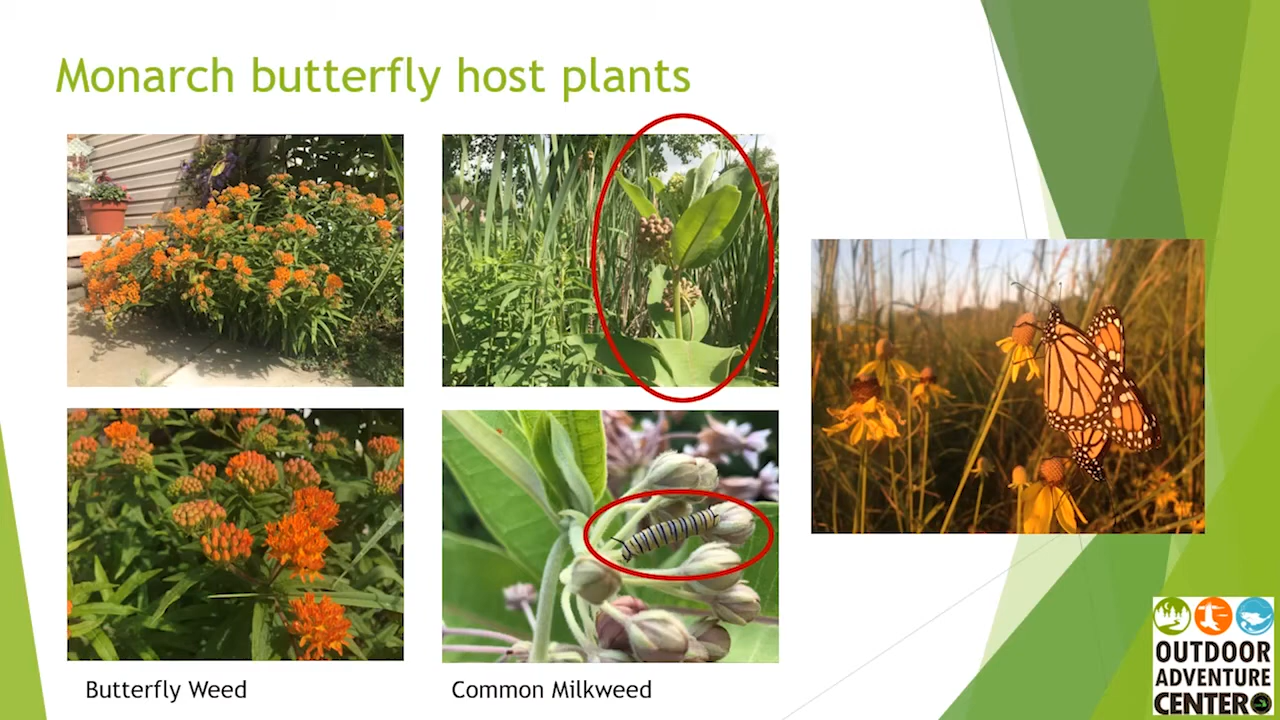 Monarch butterfly host plants
Butterfly Weed
Common Milkweed
OUTDOOR
ADVENTURE
CENTER